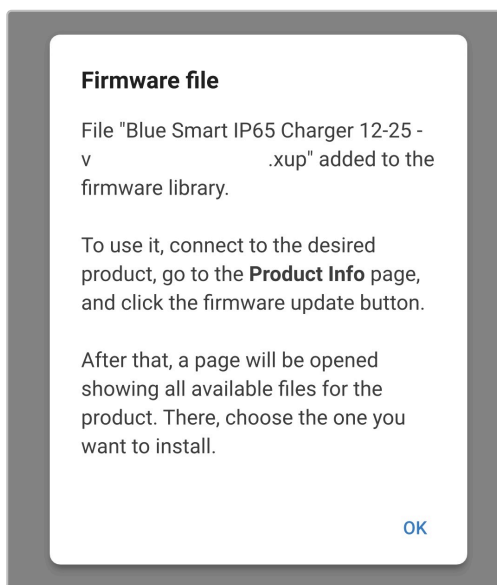 Firmware file
File "Blue Smart IP65 Charger 12-25 -
v .xup" added to the
firmware library.
To use it, connect to the desired
product, go to the Product Info page,
and click the firmware update button.
After that, a page will be opened
showing all available files for the
product. There, choose the one you
want to install.
OK